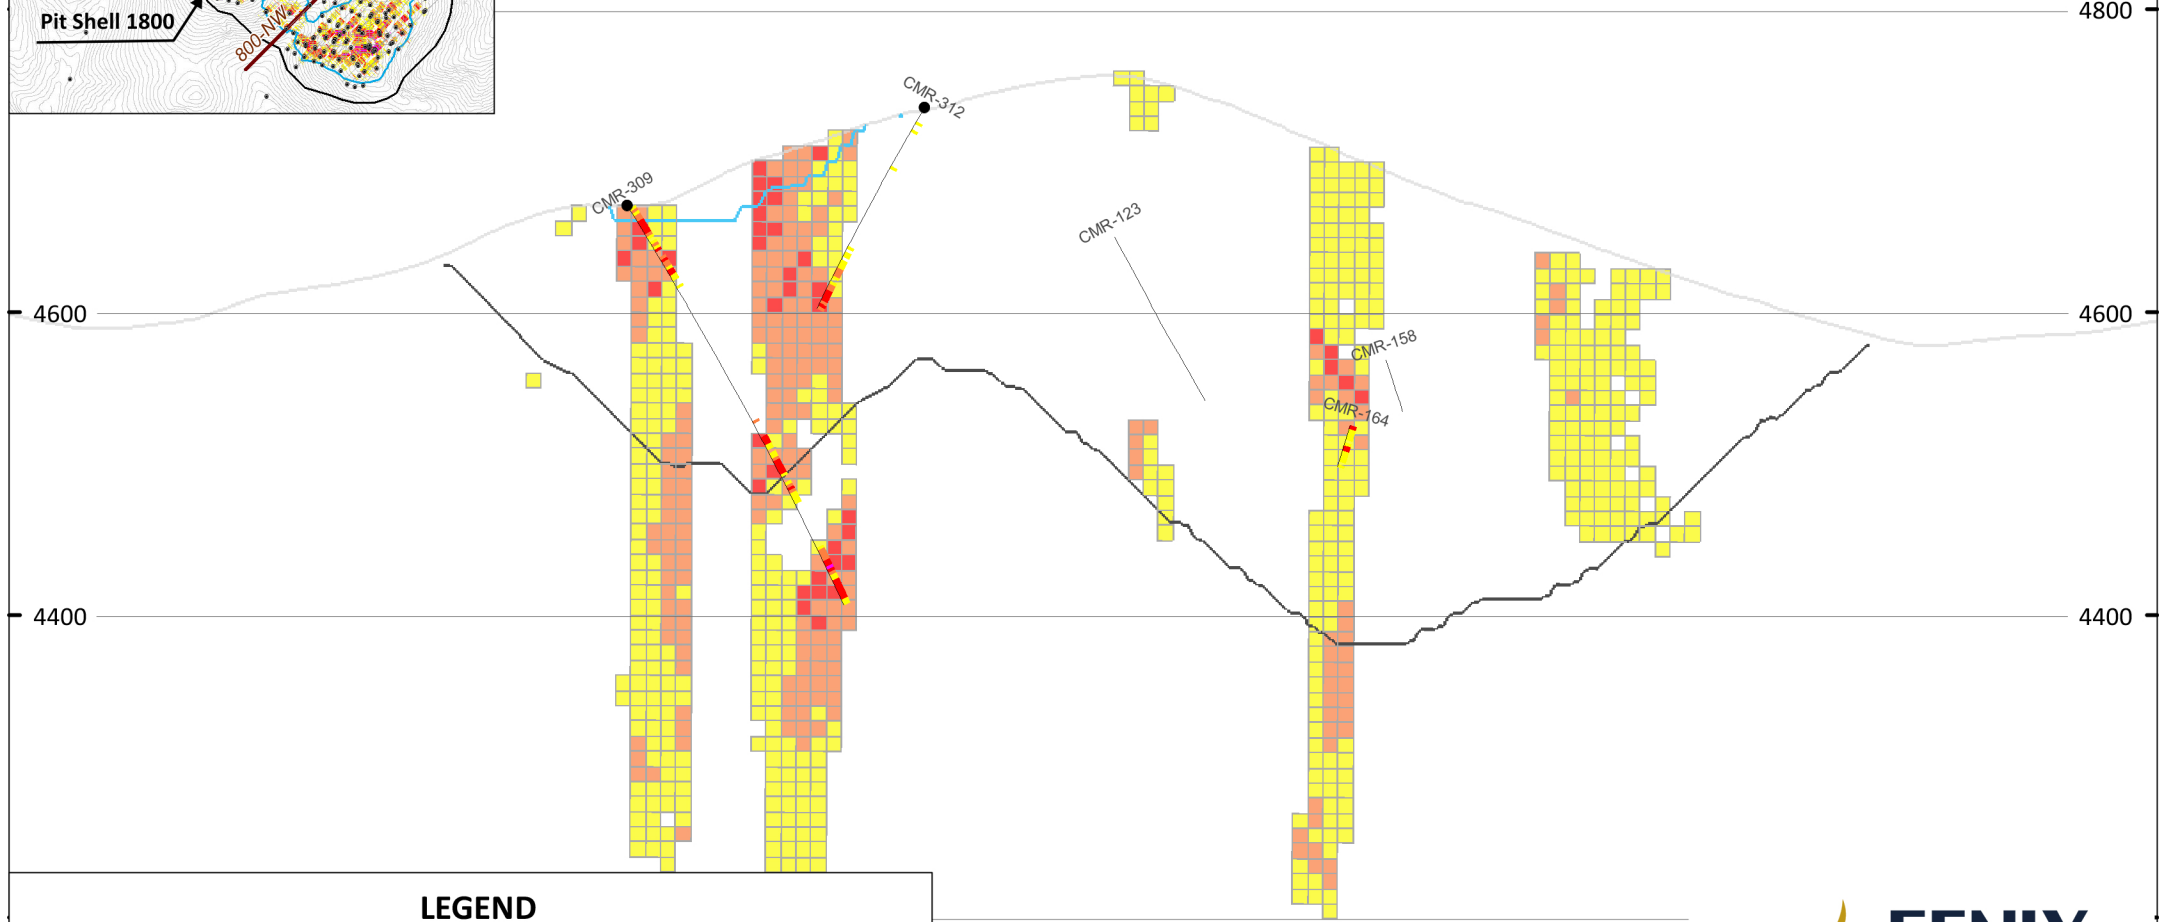 4800
Pit Shell 1800
800-NW
CMR-312
CMR-309
CMR-123
4600
4600
CMR-158
CMR-164
4400
4400
LEGEND
FENIX